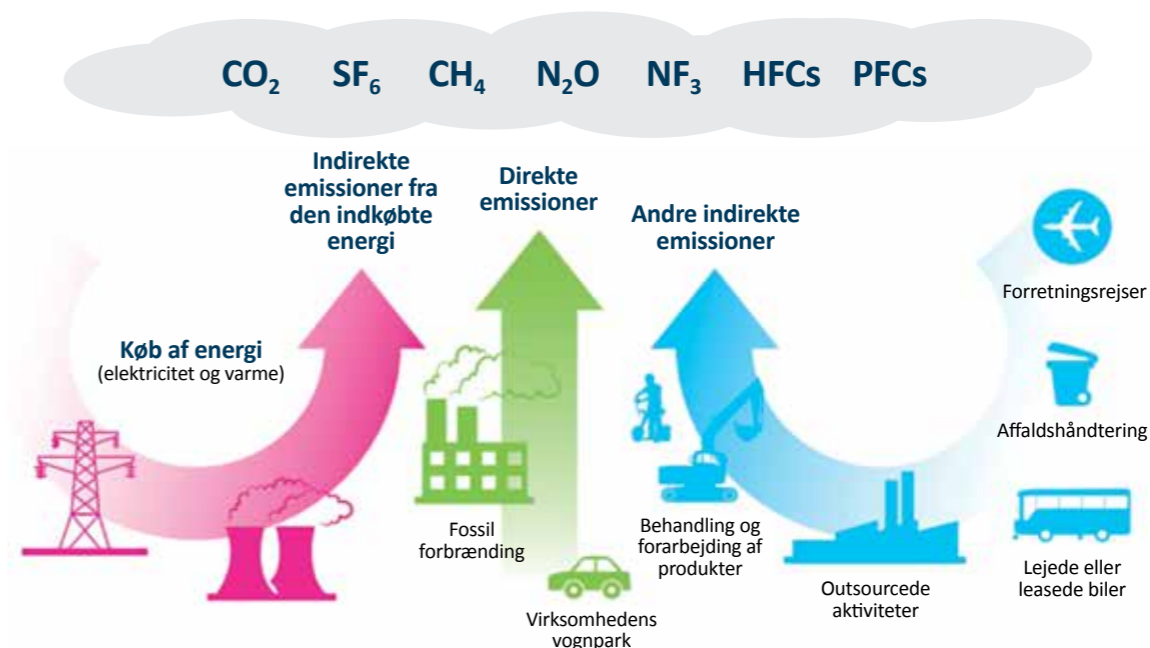 CO₂ SF₆ CH₄ N₂O NF₃ HFCs PFCs
Indirekte
emissioner fra
den indkøbte
energi
Direkte
emissioner
Andre indirekte
emissioner
Køb af energi
(elektricitet og varme)
Fossil
forbrænding
Virksomhedens
vognpark
Behandling og
forarbejding af
produkter
Outsourcede
aktiviteter
Forretningsrejser
Affaldshåndtering
Lejede eller
leasede biler